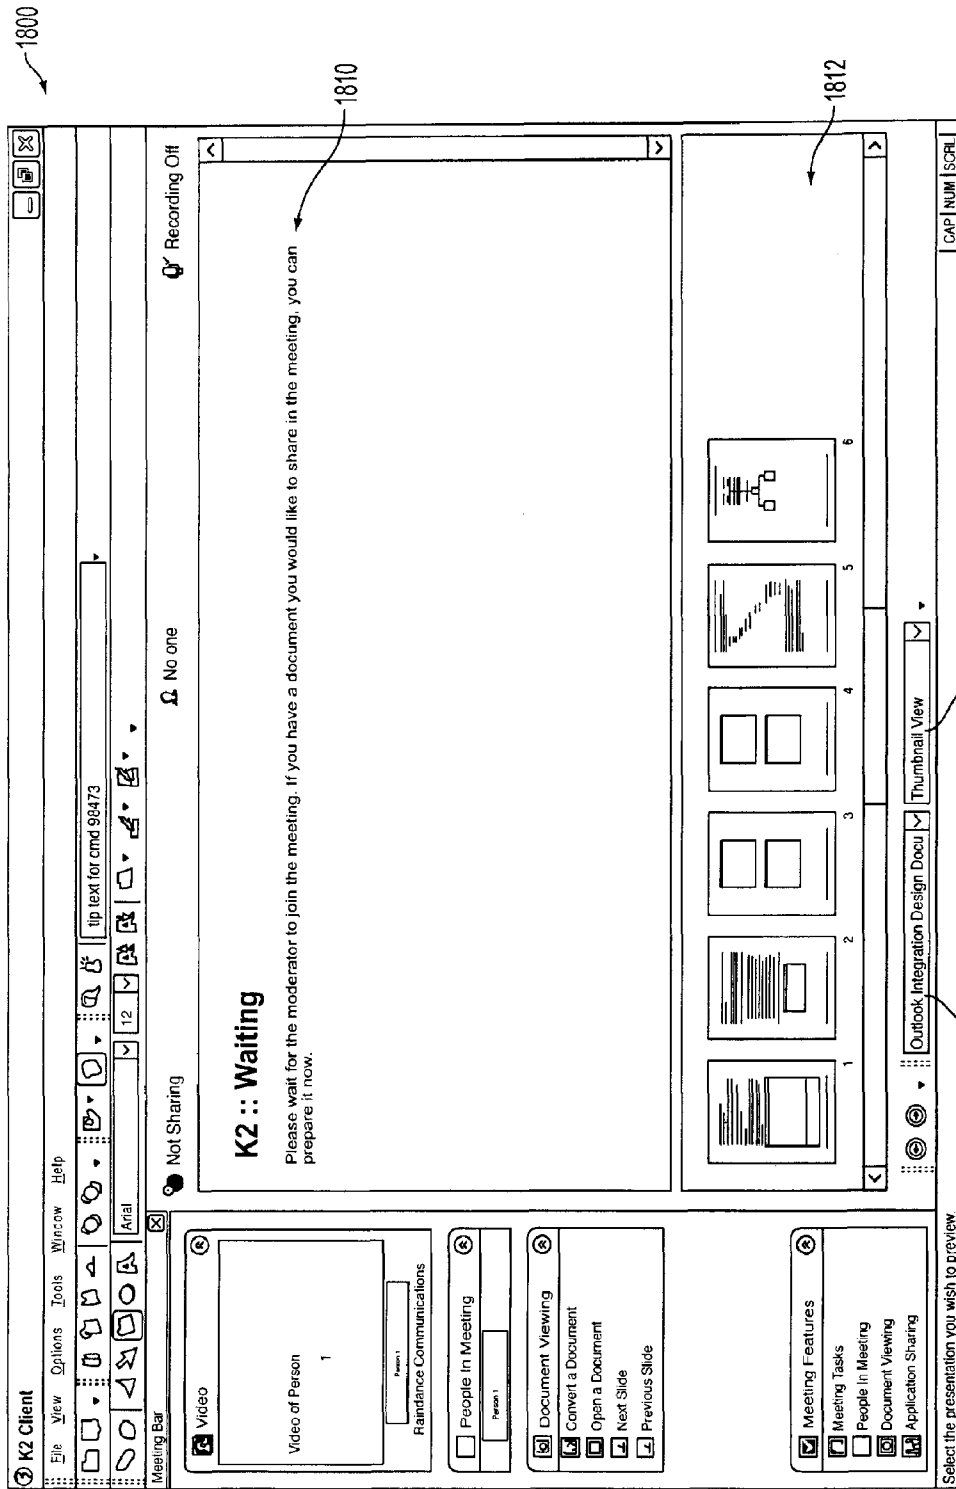 1800
K2 Client
File View Options Tools Window Help
tip text for cmd 98473
Arial 12
Meeting Bar
Not Sharing
No one
Recording Off
Video
Video of Person
1
Person 1
Raindance Communications
People In Meeting
Person 1
Document Viewing
Convert a Document
Open a Document
Next Slide
Previous Slide
Meeting Features
Meeting Tasks
People In Meeting
Document Viewing
Application Sharing
K2 :: Waiting
Please wait for the moderator to join the meeting. If you have a document you would like to share in the meeting, you can
prepare it now.
1810
1812
1 2 3 4 5 6
Outlook Integration Design Docu
Thumbnail View
Select the presentation you wish to preview.
CAP NUM SCRL